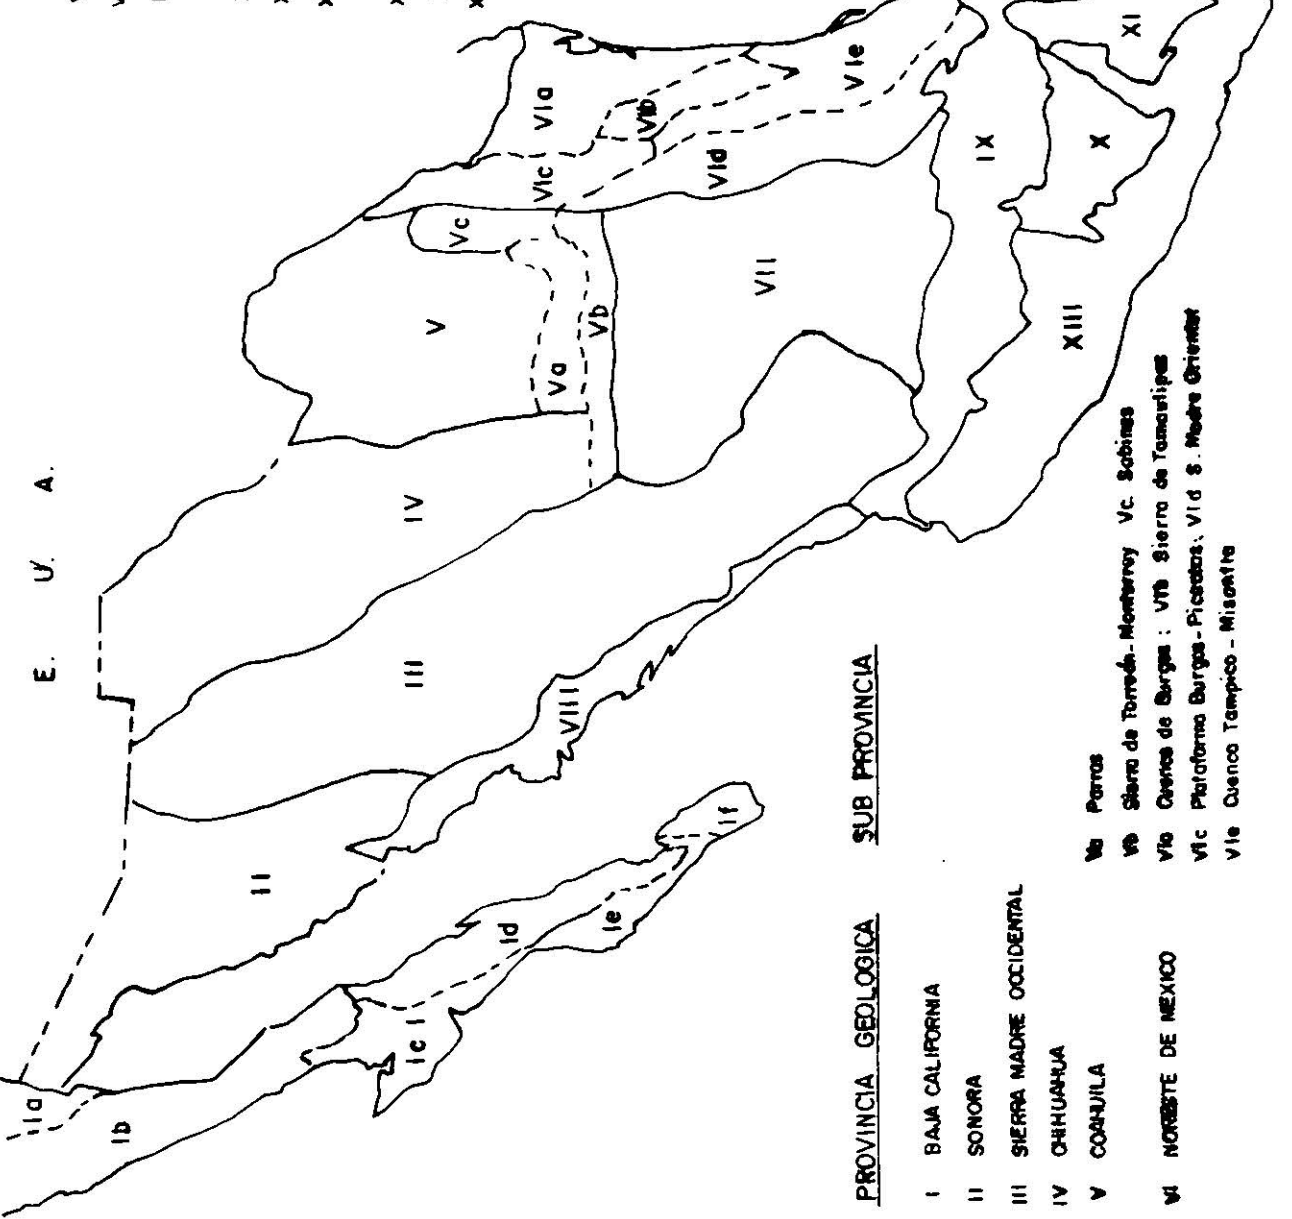 E. U. A.
Ia
Ib
II
Ic
I
Id
Ie
If
III
IV
V
Va
Vb
Vc
VIa
VIb
VIc
VId
VIe
VII
VIII
IX
X
XI
XIII
PROVINCIA GEOLOGICA SUB PROVINCIA
I BAJA CALIFORNIA
II SONORA
III SIERRA MADRE OCCIDENTAL
IV CHIHUAHUA
V COAHUILA
Va Parras
Vb Sierra de Torreón-Monterrey Vc. Sabinas
VI NORESTE DE MEXICO
VIa Cuenca de Burgos : VIb Sierra de Tamaulipas
VIc Plataforma Burgos-Picachos; VId S. Madre Oriental
VIe Cuenca Tampico - Misantla